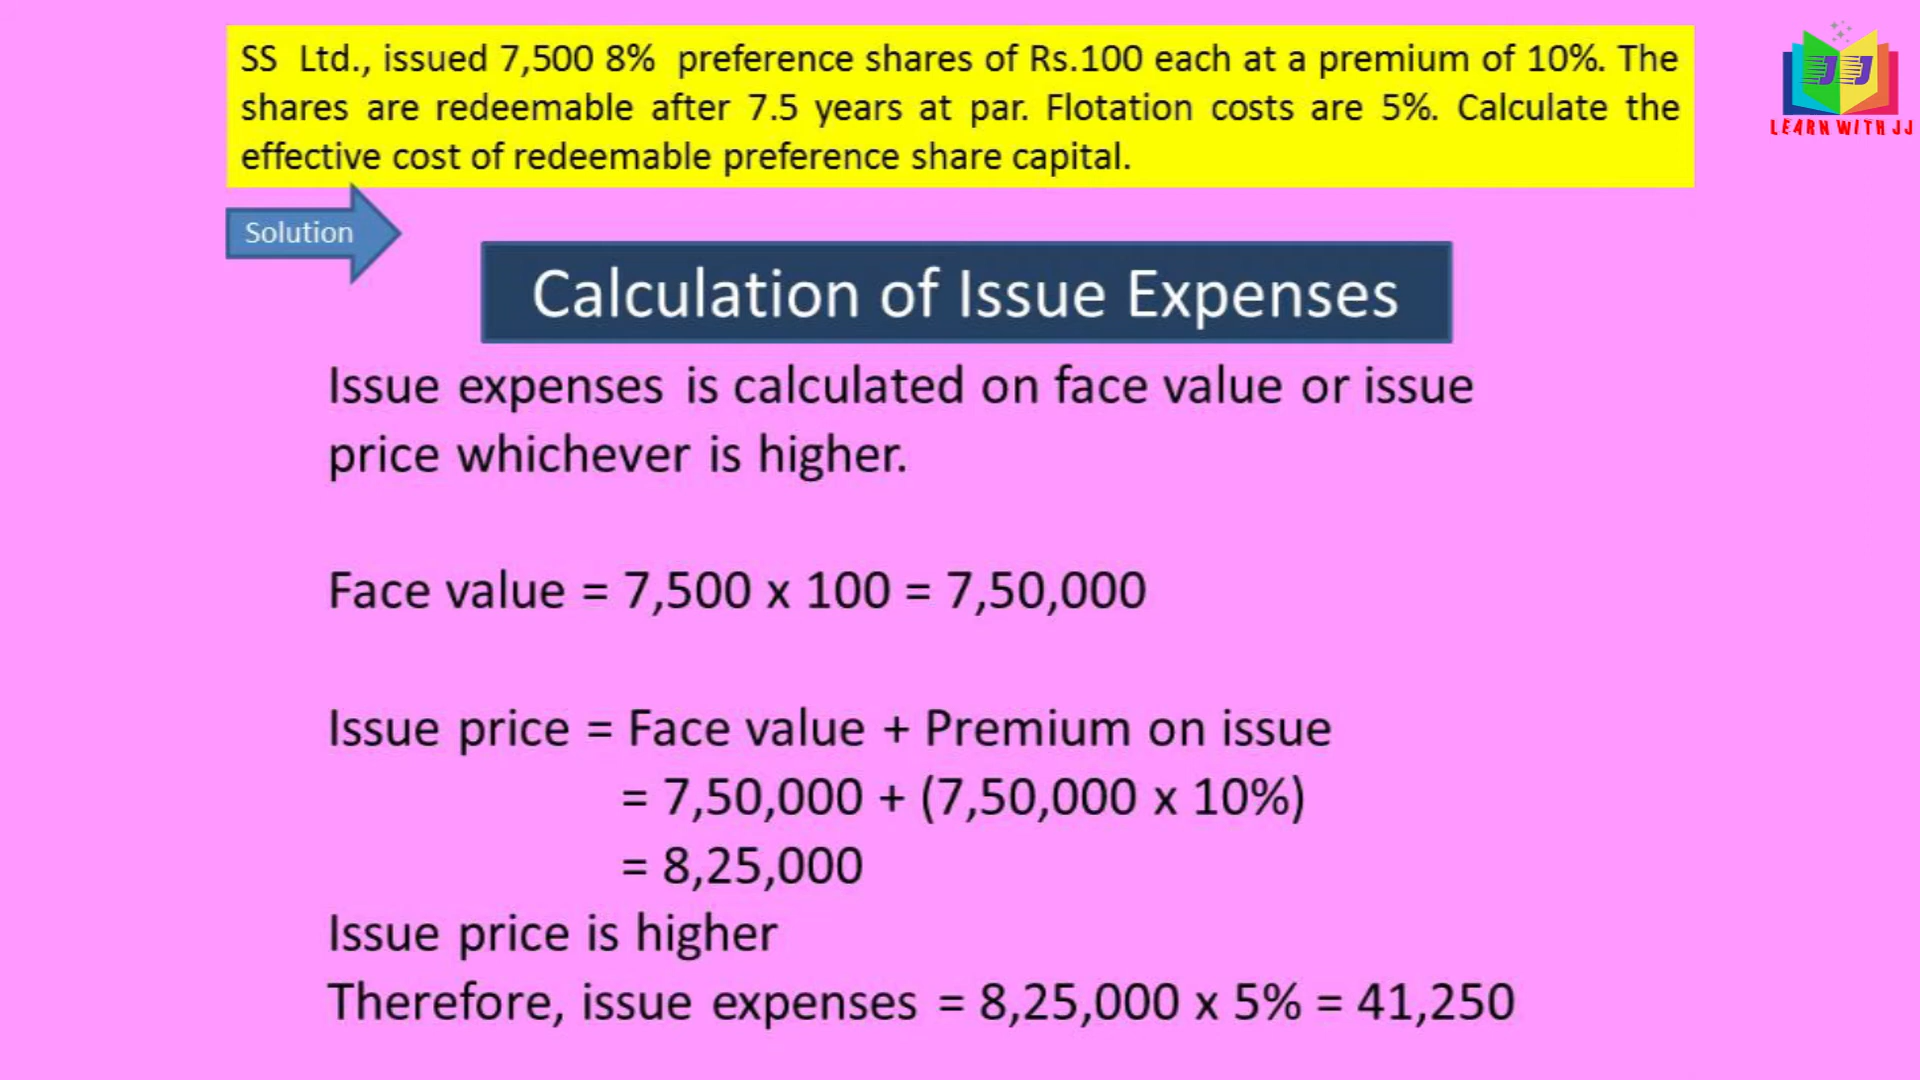 SS Ltd., issued 7,500 8% preference shares of Rs.100 each at a premium of 10%. The
shares are redeemable after 7.5 years at par. Flotation costs are 5%. Calculate the
effective cost of redeemable preference share capital.
JJ
LEARN WITH JJ
Solution
Calculation of Issue Expenses
Issue expenses is calculated on face value or issue
price whichever is higher.
Face value = 7,500 x 100 = 7,50,000
Issue price = Face value + Premium on issue
= 7,50,000 + (7,50,000 x 10%)
= 8,25,000
Issue price is higher
Therefore, issue expenses = 8,25,000 x 5% = 41,250